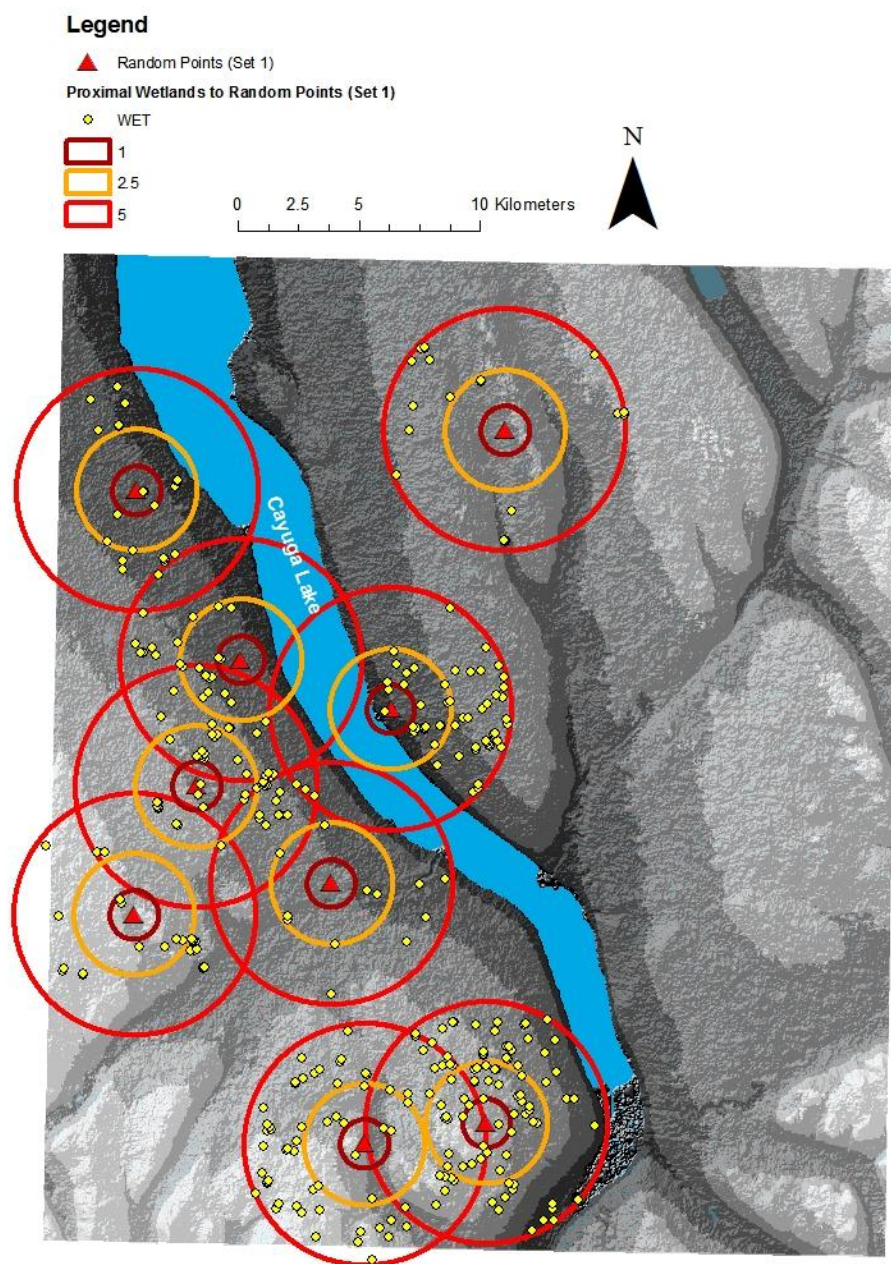 Legend
Random Points (Set 1)
Proximal Wetlands to Random Points (Set 1)
WET
1
2.5
5
0 2.5 5 10 Kilometers
N
Cayuga Lake